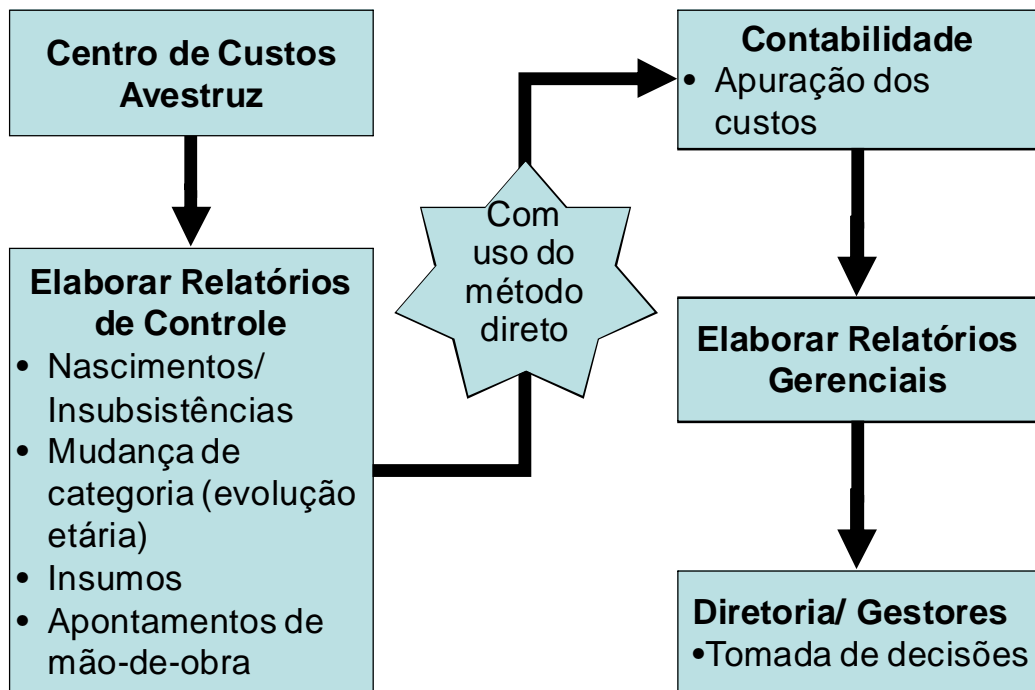 Centro de Custos
Avestruz
Elaborar Relatórios
de Controle
• Nascimentos/
Insubsistências
• Mudança de
categoria (evolução
etária)
• Insumos
• Apontamentos de
mão-de-obra
Com
uso do
método
direto
Contabilidade
• Apuração dos
custos
Elaborar Relatórios
Gerenciais
Diretoria/ Gestores
•Tomada de decisões